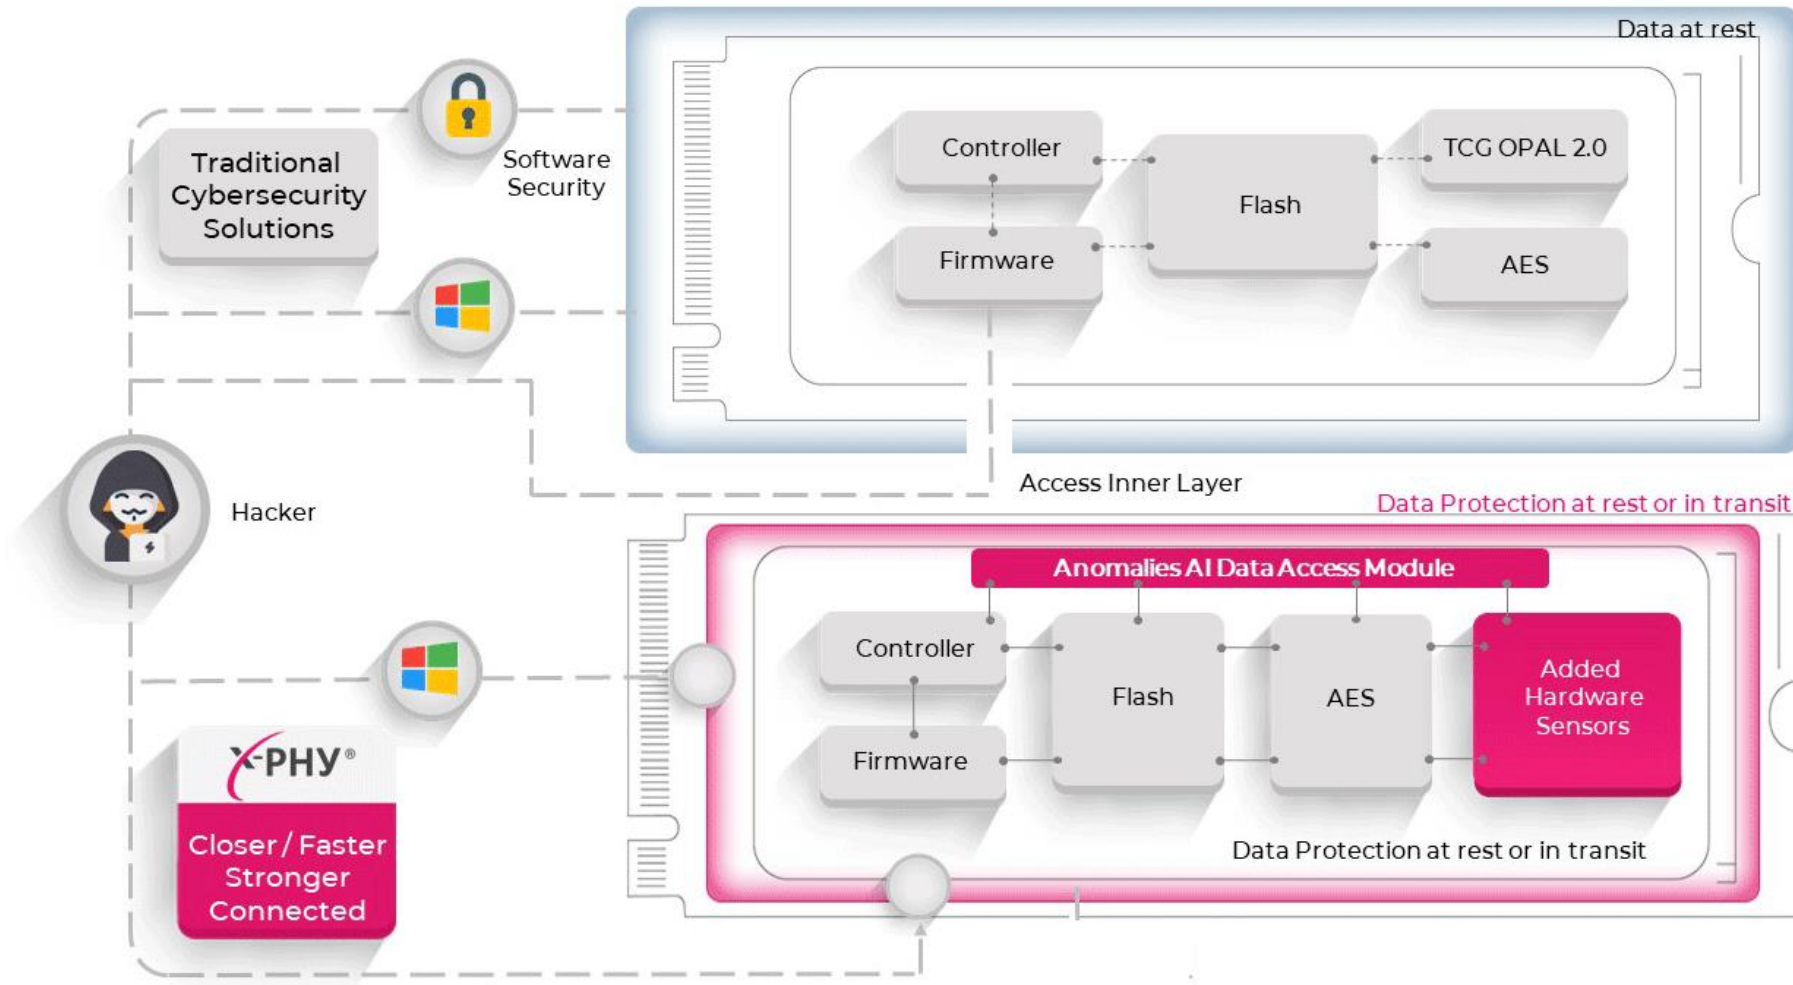 Data at rest
Traditional
Cybersecurity
Solutions
Software
Security
Controller
Firmware
Flash
TCG OPAL 2.0
AES
Hacker
Access Inner Layer
Data Protection at rest or in transit
Anomalies AI Data Access Module
Controller
Firmware
Flash
AES
Added
Hardware
Sensors
Data Protection at rest or in transit
X-PHY®
Closer / Faster
Stronger
Connected